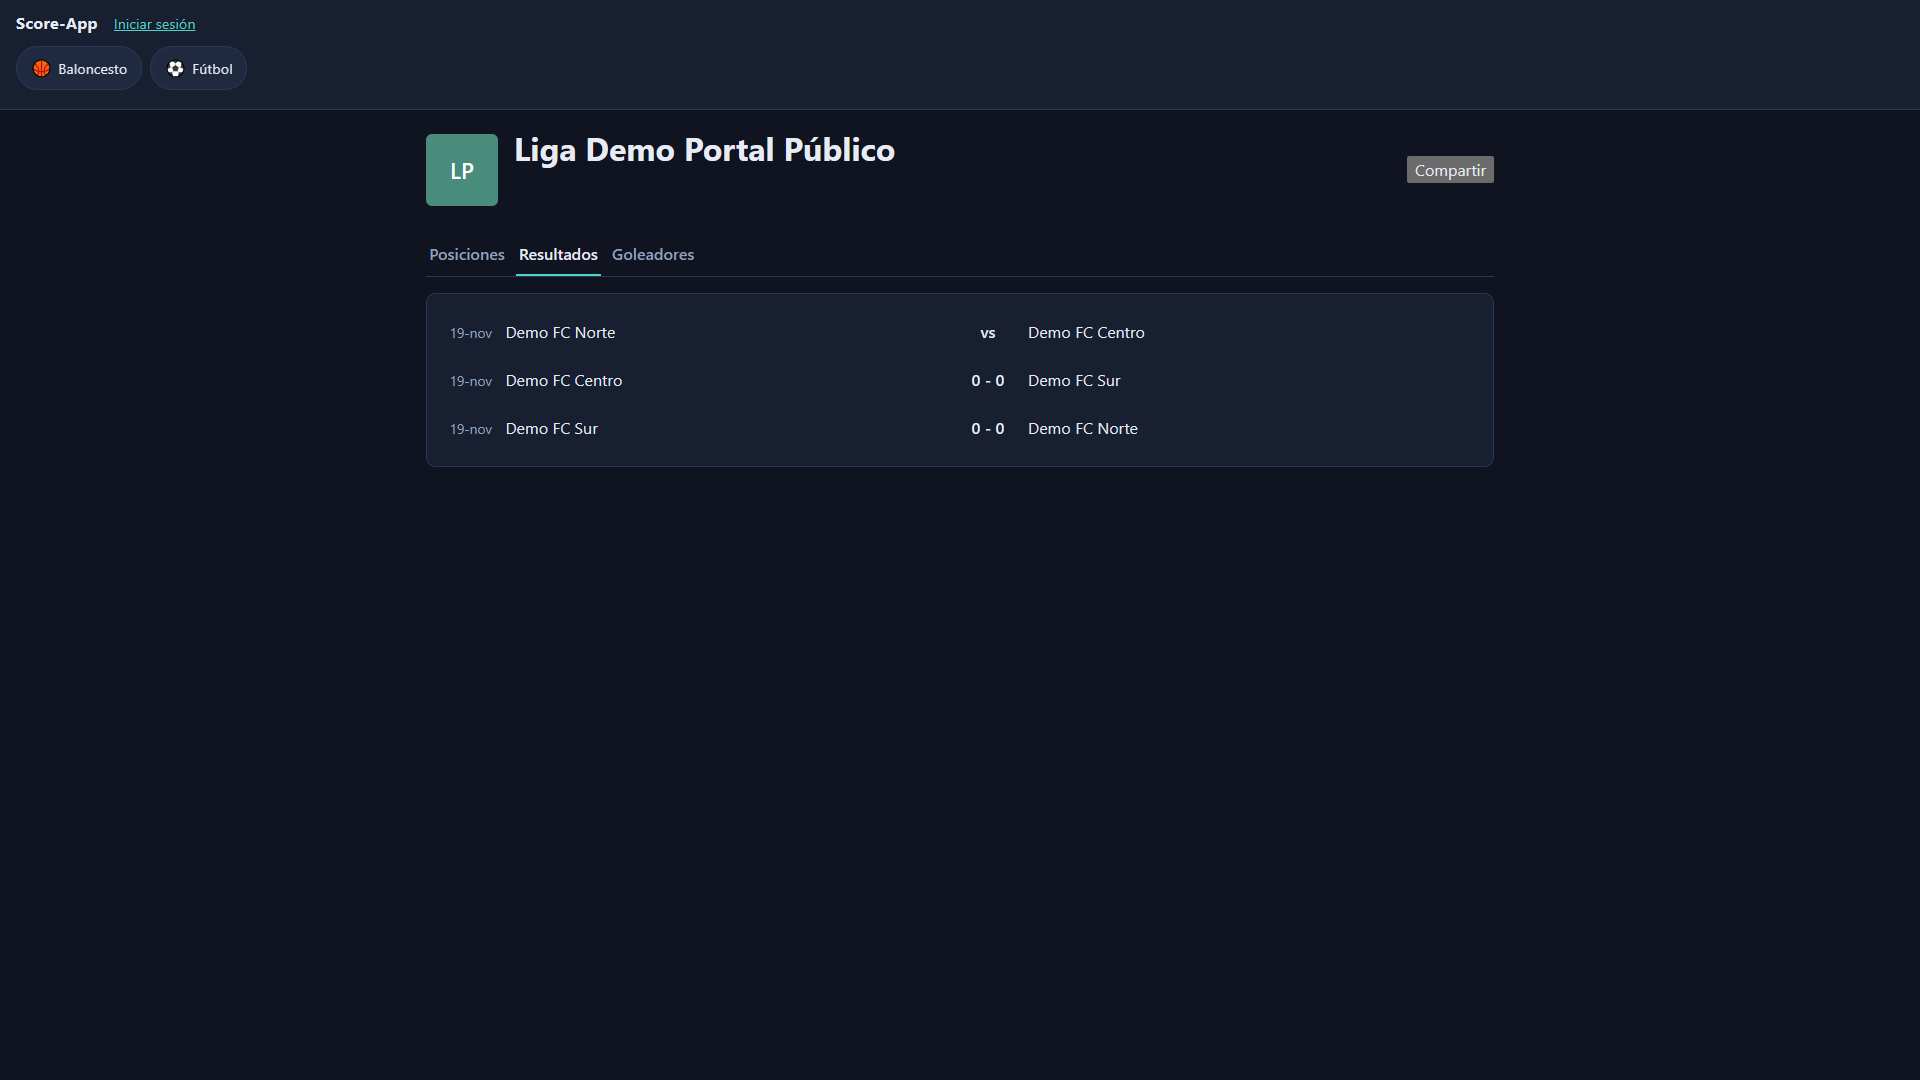 Score-App Iniciar sesión
Baloncesto Fútbol
LP
Liga Demo Portal Público
Compartir
Posiciones Resultados Goleadores
19-nov Demo FC Norte vs Demo FC Centro
19-nov Demo FC Centro 0 - 0 Demo FC Sur
19-nov Demo FC Sur 0 - 0 Demo FC Norte